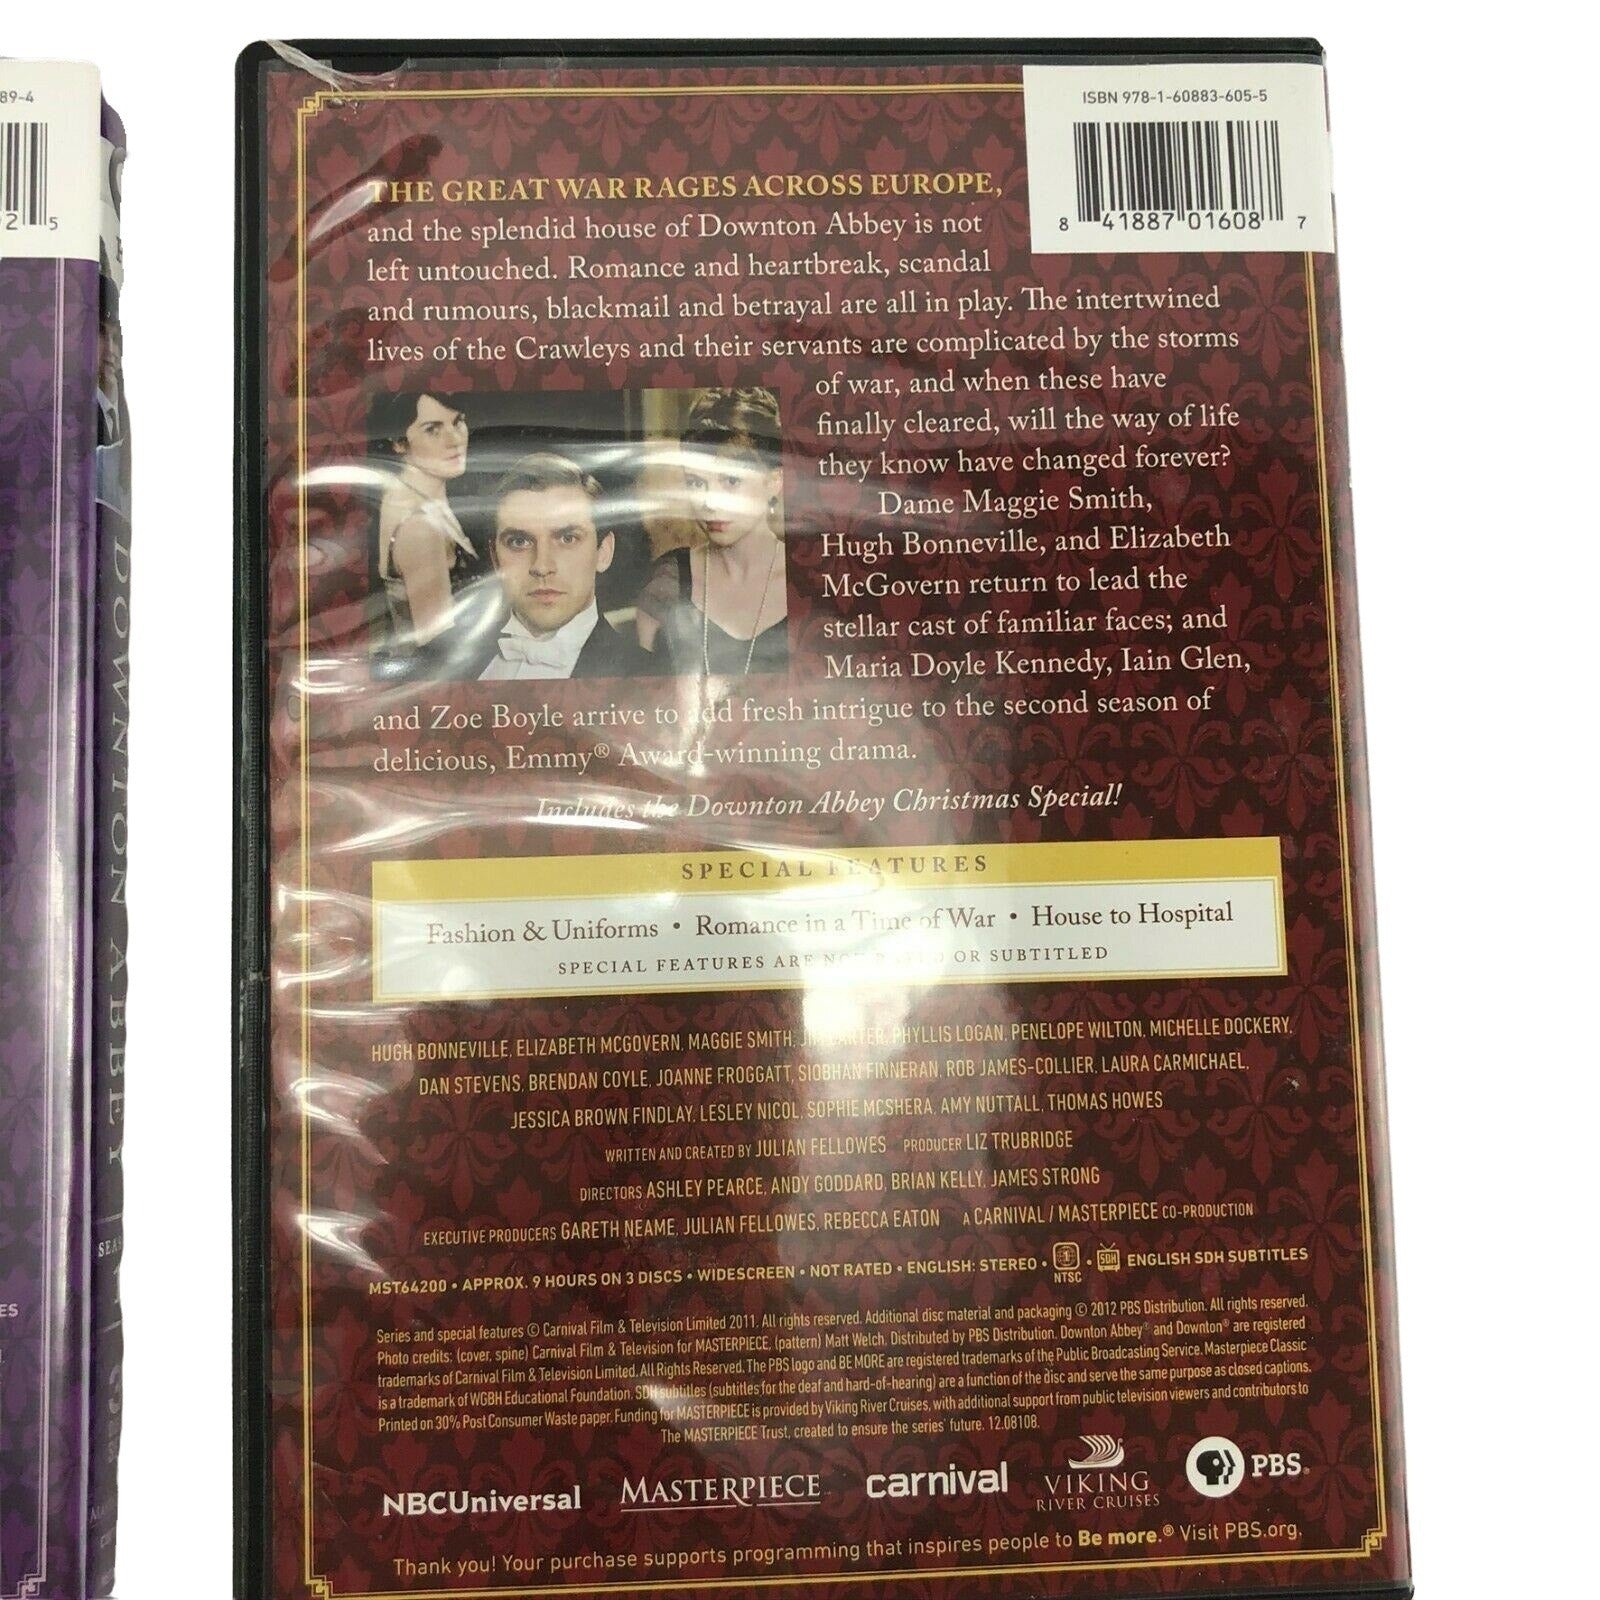 89-4
2
5
DOWNTON ABBEY
SEAS
ES
ISBN 978-1-60883-605-5
8 41887 01608 7
THE GREAT WAR RAGES ACROSS EUROPE,
and the splendid house of Downton Abbey is not
left untouched. Romance and heartbreak, scandal
and rumours, blackmail and betrayal are all in play. The intertwined
lives of the Crawleys and their servants are complicated by the storms
of war, and when these have
finally cleared, will the way of life
they know have changed forever?
Dame Maggie Smith,
Hugh Bonneville, and Elizabeth
McGovern return to lead the
stellar cast of familiar faces; and
Maria Doyle Kennedy, Iain Glen,
and Zoe Boyle arrive to add fresh intrigue to the second season of
delicious, Emmy® Award-winning drama.
Includes the Downton Abbey Christmas Special!
SPECIAL FEATURES
Fashion & Uniforms • Romance in a Time of War • House to Hospital
SPECIAL FEATURES ARE NOT RATED OR SUBTITLED
HUGH BONNEVILLE, ELIZABETH MCGOVERN, MAGGIE SMITH, JIM CARTER, PHYLLIS LOGAN, PENELOPE WILTON, MICHELLE DOCKERY,
DAN STEVENS, BRENDAN COYLE, JOANNE FROGGATT, SIOBHAN FINNERAN, ROB JAMES-COLLIER, LAURA CARMICHAEL,
JESSICA BROWN FINDLAY, LESLEY NICOL, SOPHIE MCSHERA, AMY NUTTALL, THOMAS HOWES
WRITTEN AND CREATED BY JULIAN FELLOWES PRODUCER LIZ TRUBRIDGE
DIRECTORS ASHLEY PEARCE, ANDY GODDARD, BRIAN KELLY, JAMES STRONG
EXECUTIVE PRODUCERS GARETH NEAME, JULIAN FELLOWES, REBECCA EATON A CARNIVAL / MASTERPIECE CO-PRODUCTION
MST64200 • APPROX. 9 HOURS ON 3 DISCS • WIDESCREEN • NOT RATED • ENGLISH: STEREO • 1 NTSC • SDH ENGLISH SDH SUBTITLES
Series and special features © Carnival Film & Television Limited 2011. All rights reserved. Additional disc material and packaging © 2012 PBS Distribution. All rights reserved.
Photo credits: (cover, spine) Carnival Film & Television for MASTERPIECE, (pattern) Matt Welch. Distributed by PBS Distribution. Downton Abbey® and Downton® are registered
trademarks of Carnival Film & Television Limited. All Rights Reserved. The PBS logo and BE MORE are registered trademarks of the Public Broadcasting Service. Masterpiece Classic
is a trademark of WGBH Educational Foundation. SDH subtitles (subtitles for the deaf and hard-of-hearing) are a function of the disc and serve the same purpose as closed captions.
Printed on 30% Post Consumer Waste paper. Funding for MASTERPIECE is provided by Viking River Cruises, with additional support from public television viewers and contributors to
The MASTERPIECE Trust, created to ensure the series' future. 12.08108.
NBCUniversal MASTERPIECE carnival VIKING RIVER CRUISES PBS.
Thank you! Your purchase supports programming that inspires people to Be more.® Visit PBS.org.